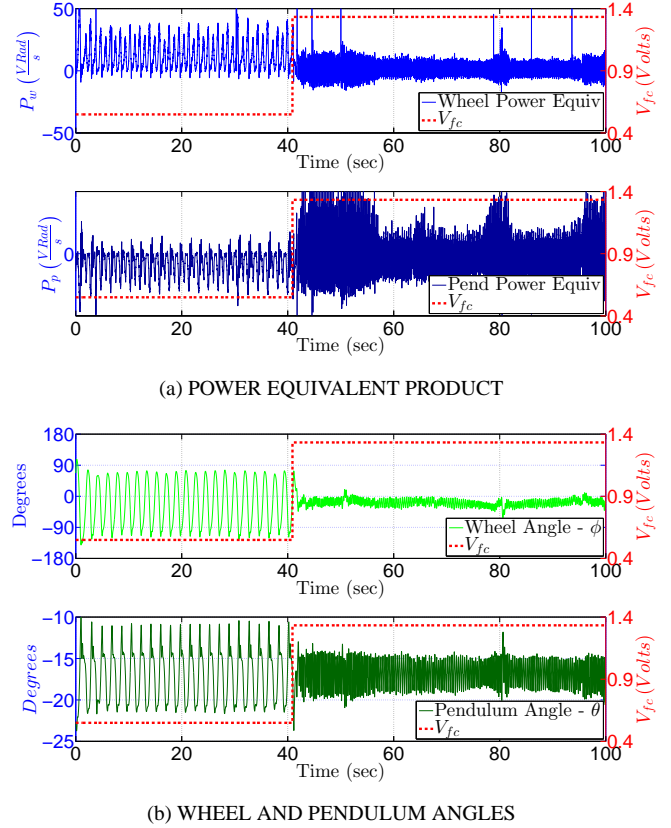 50
0
−50
P_w (VRad/s)
1.4
0.9
0.4
V_fc (Volts)
Wheel Power Equiv
V_fc
0 20 40 60 80 100
Time (sec)
0
P_p (VRad/s)
1.4
0.9
0.4
V_fc (Volts)
Pend Power Equiv
V_fc
0 20 40 60 80 100
Time (sec)
(a) POWER EQUIVALENT PRODUCT
180
90
0
−90
−180
Degrees
1.4
0.9
0.4
V_fc (Volts)
Wheel Angle - ϕ
V_fc
0 20 40 60 80 100
Time (sec)
−10
−15
−20
−25
Degrees
1.4
0.9
0.4
V_fc (Volts)
Pendulum Angle - θ
V_fc
0 20 40 60 80 100
Time (sec)
(b) WHEEL AND PENDULUM ANGLES